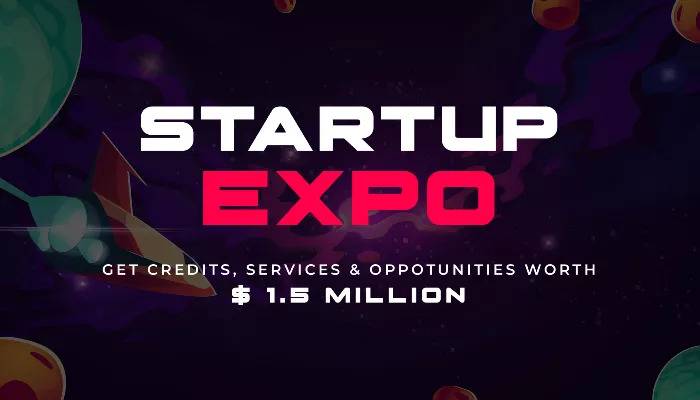 STARTUP
EXPO
GET CREDITS, SERVICES & OPPOTUNITIES WORTH
$ 1.5 MILLION